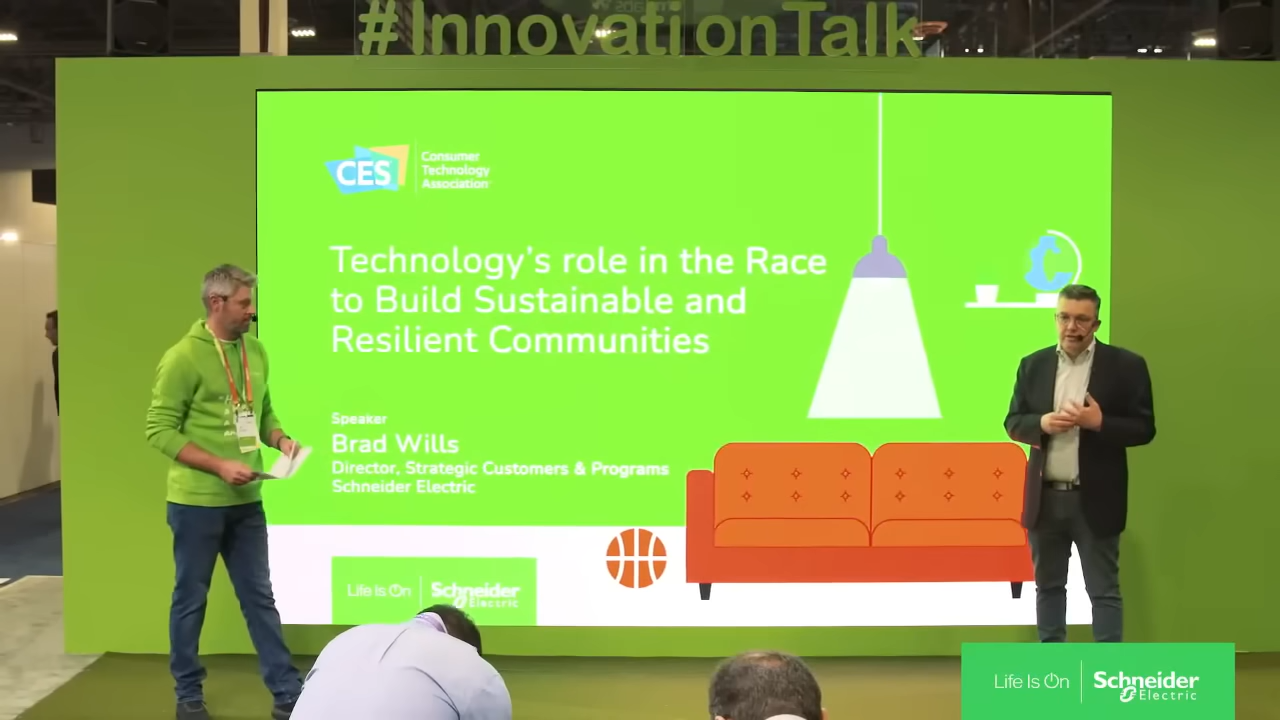 #InnovationTalk
CES
Consumer
Technology
Association
Technology's role in the Race
to Build Sustainable and
Resilient Communities
Speaker
Brad Wills
Director, Strategic Customers & Programs
Schneider Electric
Life Is On
Schneider
Electric
Life Is On
Schneider
Electric